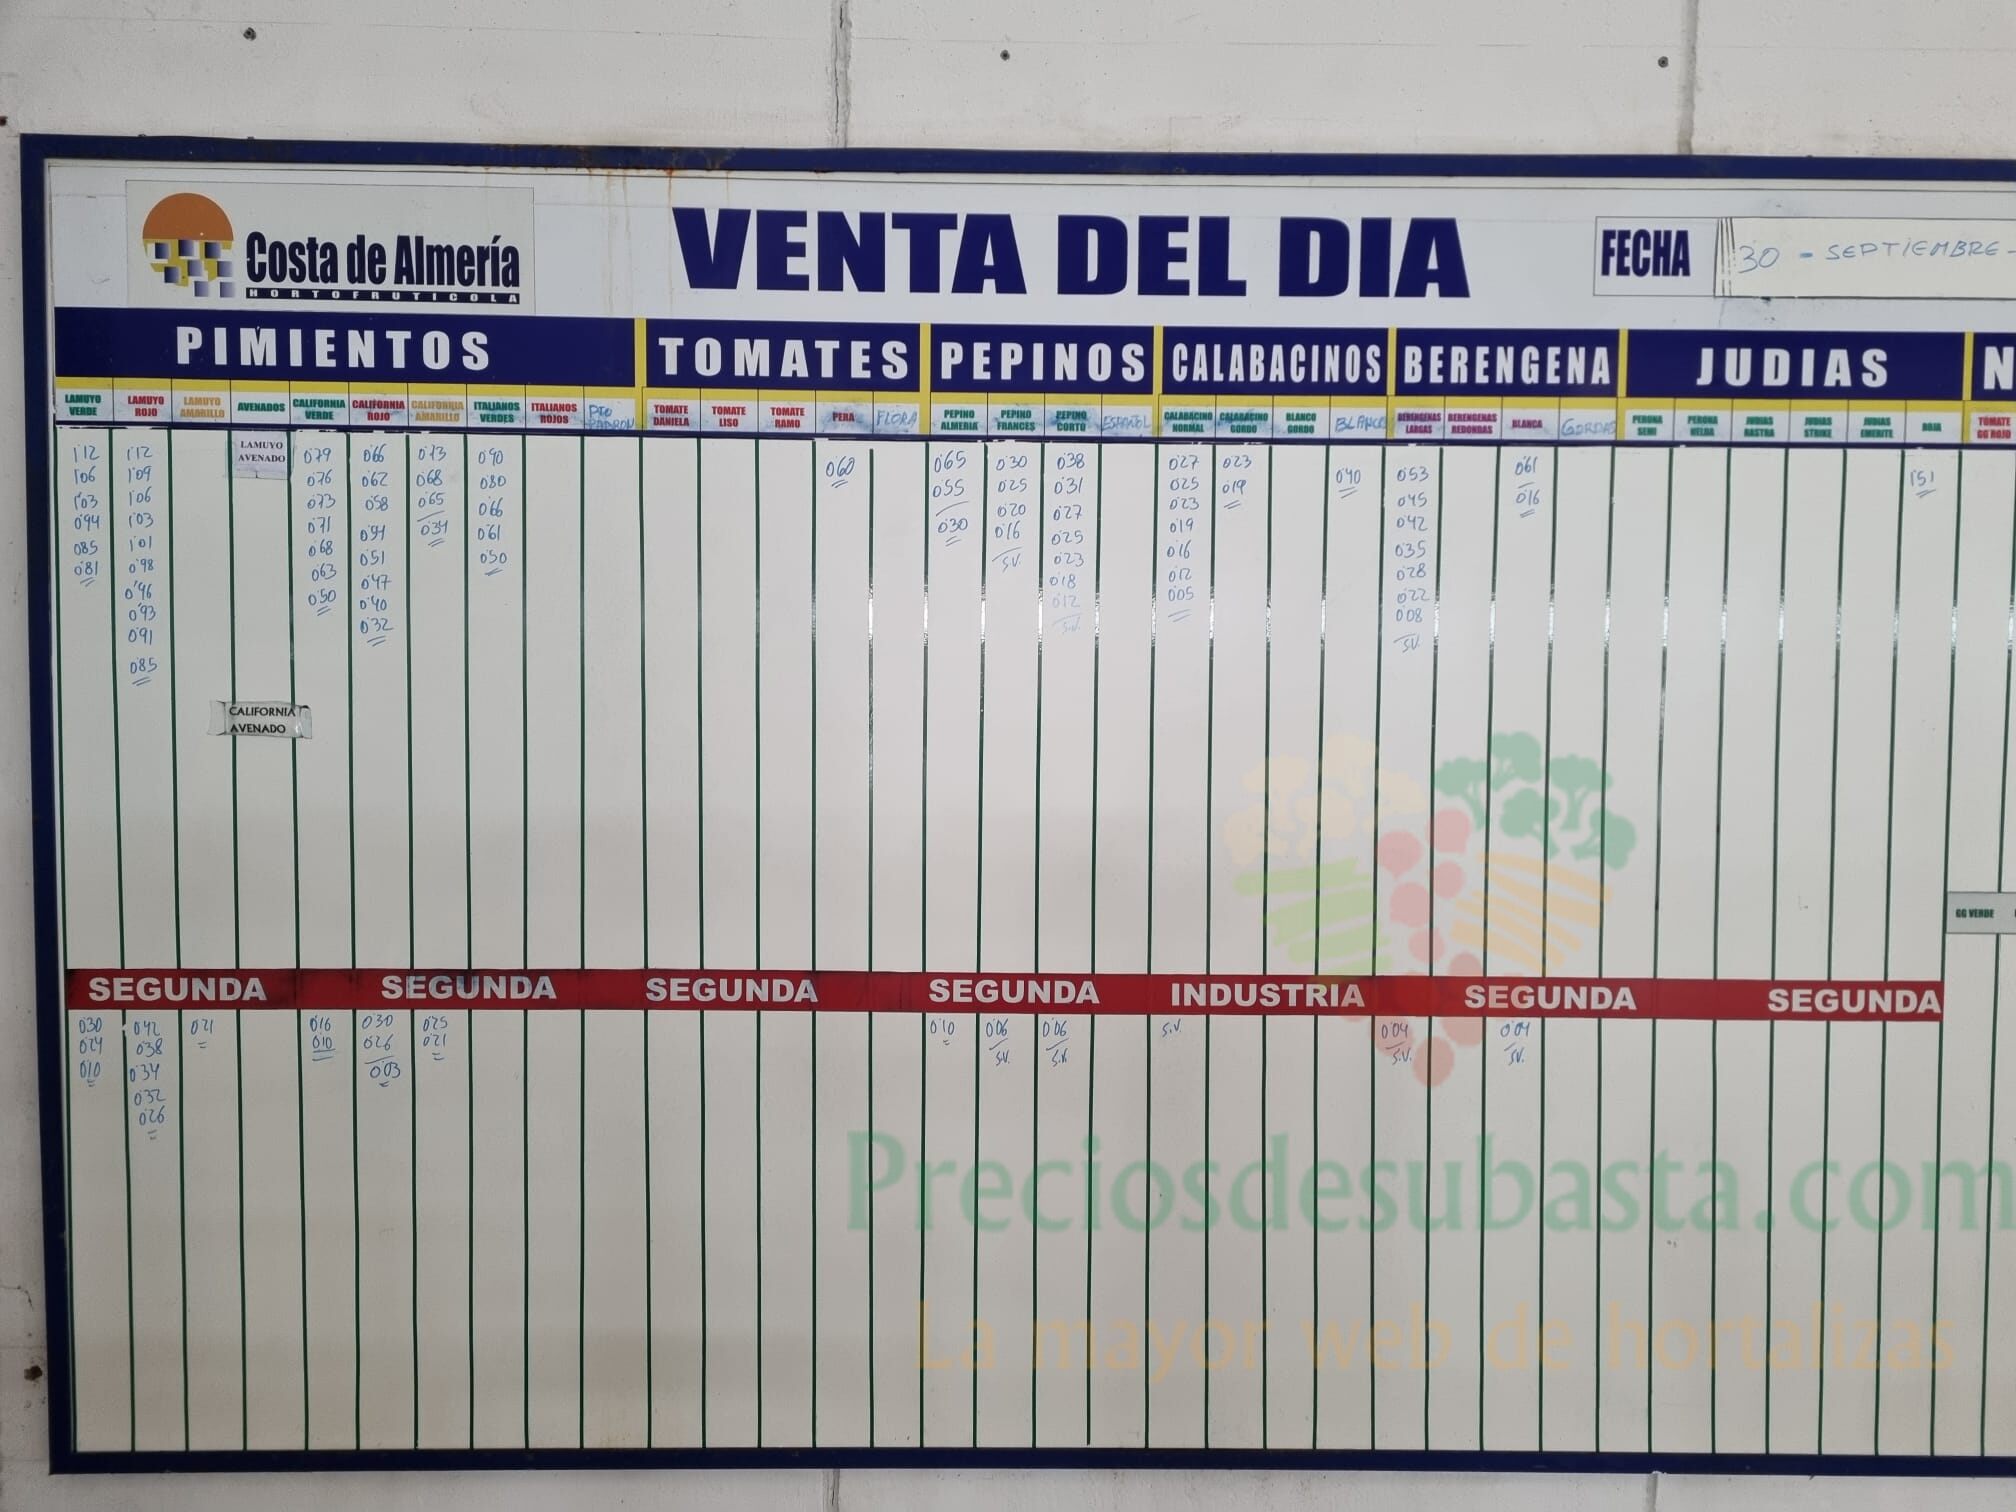 Costa de Almería
HORTOFRUTICOLA
VENTA DEL DIA
FECHA 30 - SEPTIEMBRE -
PIMIENTOS TOMATES PEPINOS CALABACINOS BERENGENA JUDIAS N
LAMUYO VERDE LAMUYO ROJO LAMUYO AMARILLO AVENADOS CALIFORNIA VERDE CALIFORNIA ROJO CALIFORNIA AMARILLO ITALIANOS VERDES ITALIANOS ROJOS PTO PADRON TOMATE DANIELA TOMATE LISO TOMATE RAMO PERA FLORA PEPINO ALMERIA PEPINO FRANCES PEPINO CORTO ESPAÑOL CALABACINO NORMAL CALABACINO GORDO BLANCO GORDO BLANCO BERENGENAS LARGAS BERENGENAS REDONDAS BLANCA GORDAS PERONA SEMI PERONA HELDA JUDIAS RASTRA JUDIAS STRIKE JUDIAS EMERITE ROJA TOMATE GG ROJO
LAMUYO AVENADO
1'12 1'12 0'79 0'66 0'73 0'90 0'60 0'65 0'30 0'38 0'27 0'23 0'40 0'53 0'61 1'51
1'06 1'09 0'76 0'62 0'68 0'80 0'55 0'25 0'31 0'25 0'19 0'45 0'16
1'03 1'06 0'73 0'58 0'65 0'66 0'30 0'20 0'27 0'23 0'42
0'94 1'03 0'71 0'54 0'34 0'61 0'16 0'25 0'19 0'35
0'85 1'01 0'68 0'51 0'50 S.V. 0'23 0'16 0'28
0'81 0'98 0'63 0'47 0'18 0'12 0'22
0'96 0'50 0'40 0'12 0'05 0'08
0'93 0'32 S.V. S.V.
0'91
0'85
CALIFORNIA AVENADO
GG VERDE
SEGUNDA SEGUNDA SEGUNDA SEGUNDA INDUSTRIA SEGUNDA SEGUNDA
0'30 0'42 0'21 0'16 0'30 0'25 0'10 0'06 0'06 S.V. 0'04 0'04
0'24 0'38 0'10 0'26 0'21 S.V. S.V. S.V. S.V.
0'10 0'34 0'03
0'32
0'26
Preciosdesubasta.com
La mayor web de hortalizas